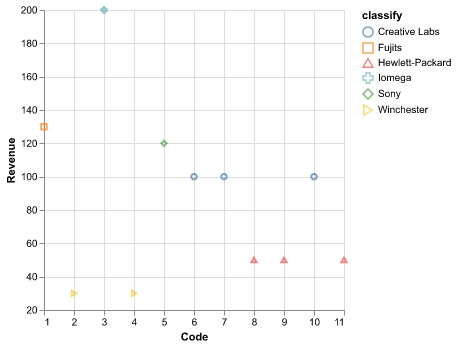 200
180
160
140
120
100
80
60
40
20
Revenue
1 2 3 4 5 6 7 8 9 10 11
Code
classify
Creative Labs
Fujits
Hewlett-Packard
Iomega
Sony
Winchester